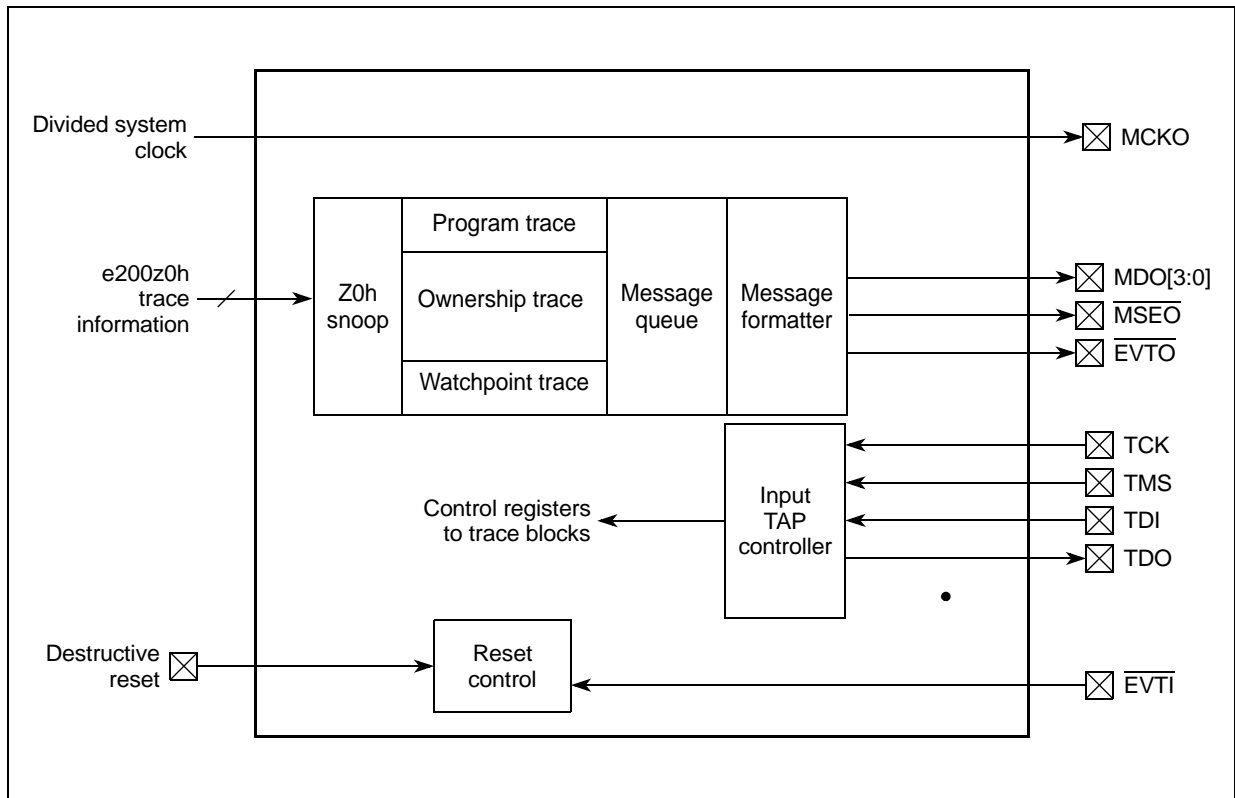 Divided system
clock
MCKO
e200z0h
trace
information
Z0h
snoop
Program trace
Ownership trace
Watchpoint trace
Message
queue
Message
formatter
MDO[3:0]
MSEO
EVTO
Control registers
to trace blocks
Input
TAP
controller
TCK
TMS
TDI
TDO
Destructive
reset
Reset
control
EVTI